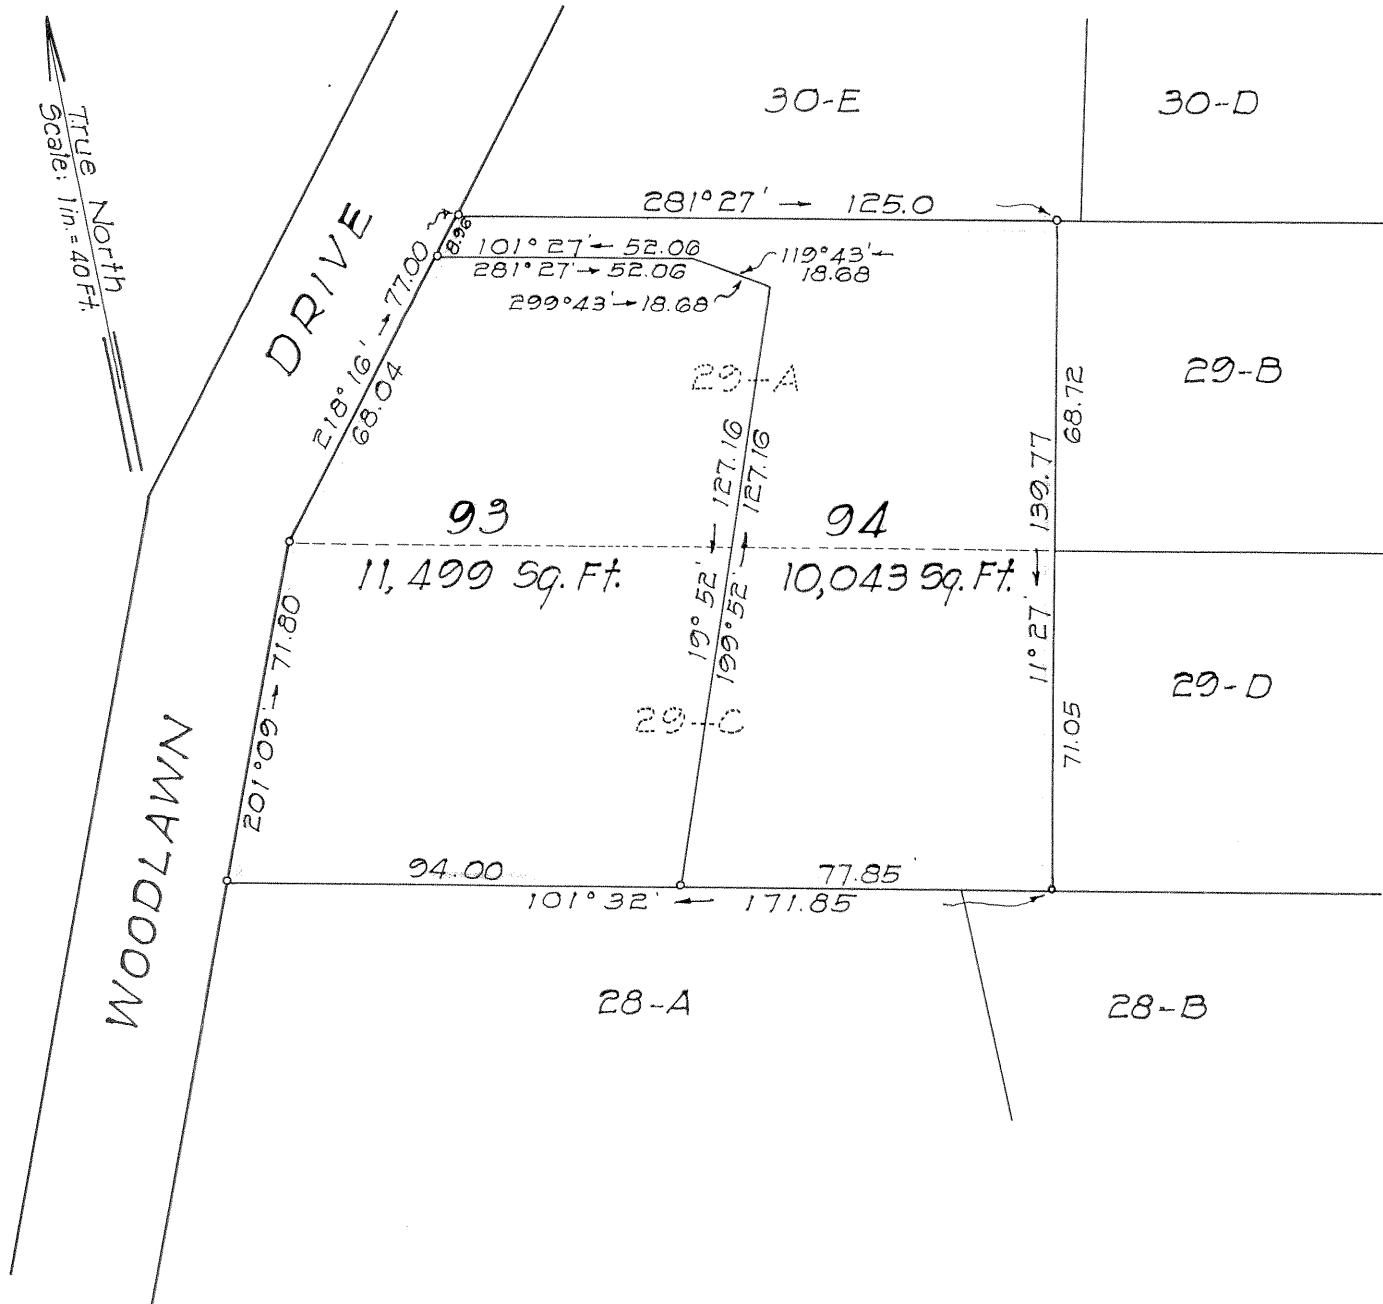 True North
Scale: 1in.=40Ft.
30-E
30-D
281°27' → 125.0
8.96
101°27' ← 52.06
281°27' → 52.06
119°43' ←
18.68
299°43' → 18.68
218°16' → 77.00
68.04
DRIVE
29-A
29-B
68.72
127.16
127.16
139.77
93
94
11,499 Sq. Ft.
10,043 Sq. Ft.
19°52'
199°52'
11°27'
201°09' → 71.80
29-C
29-D
71.05
WOODLAWN
94.00
77.85
101°32' ← 171.85
28-A
28-B